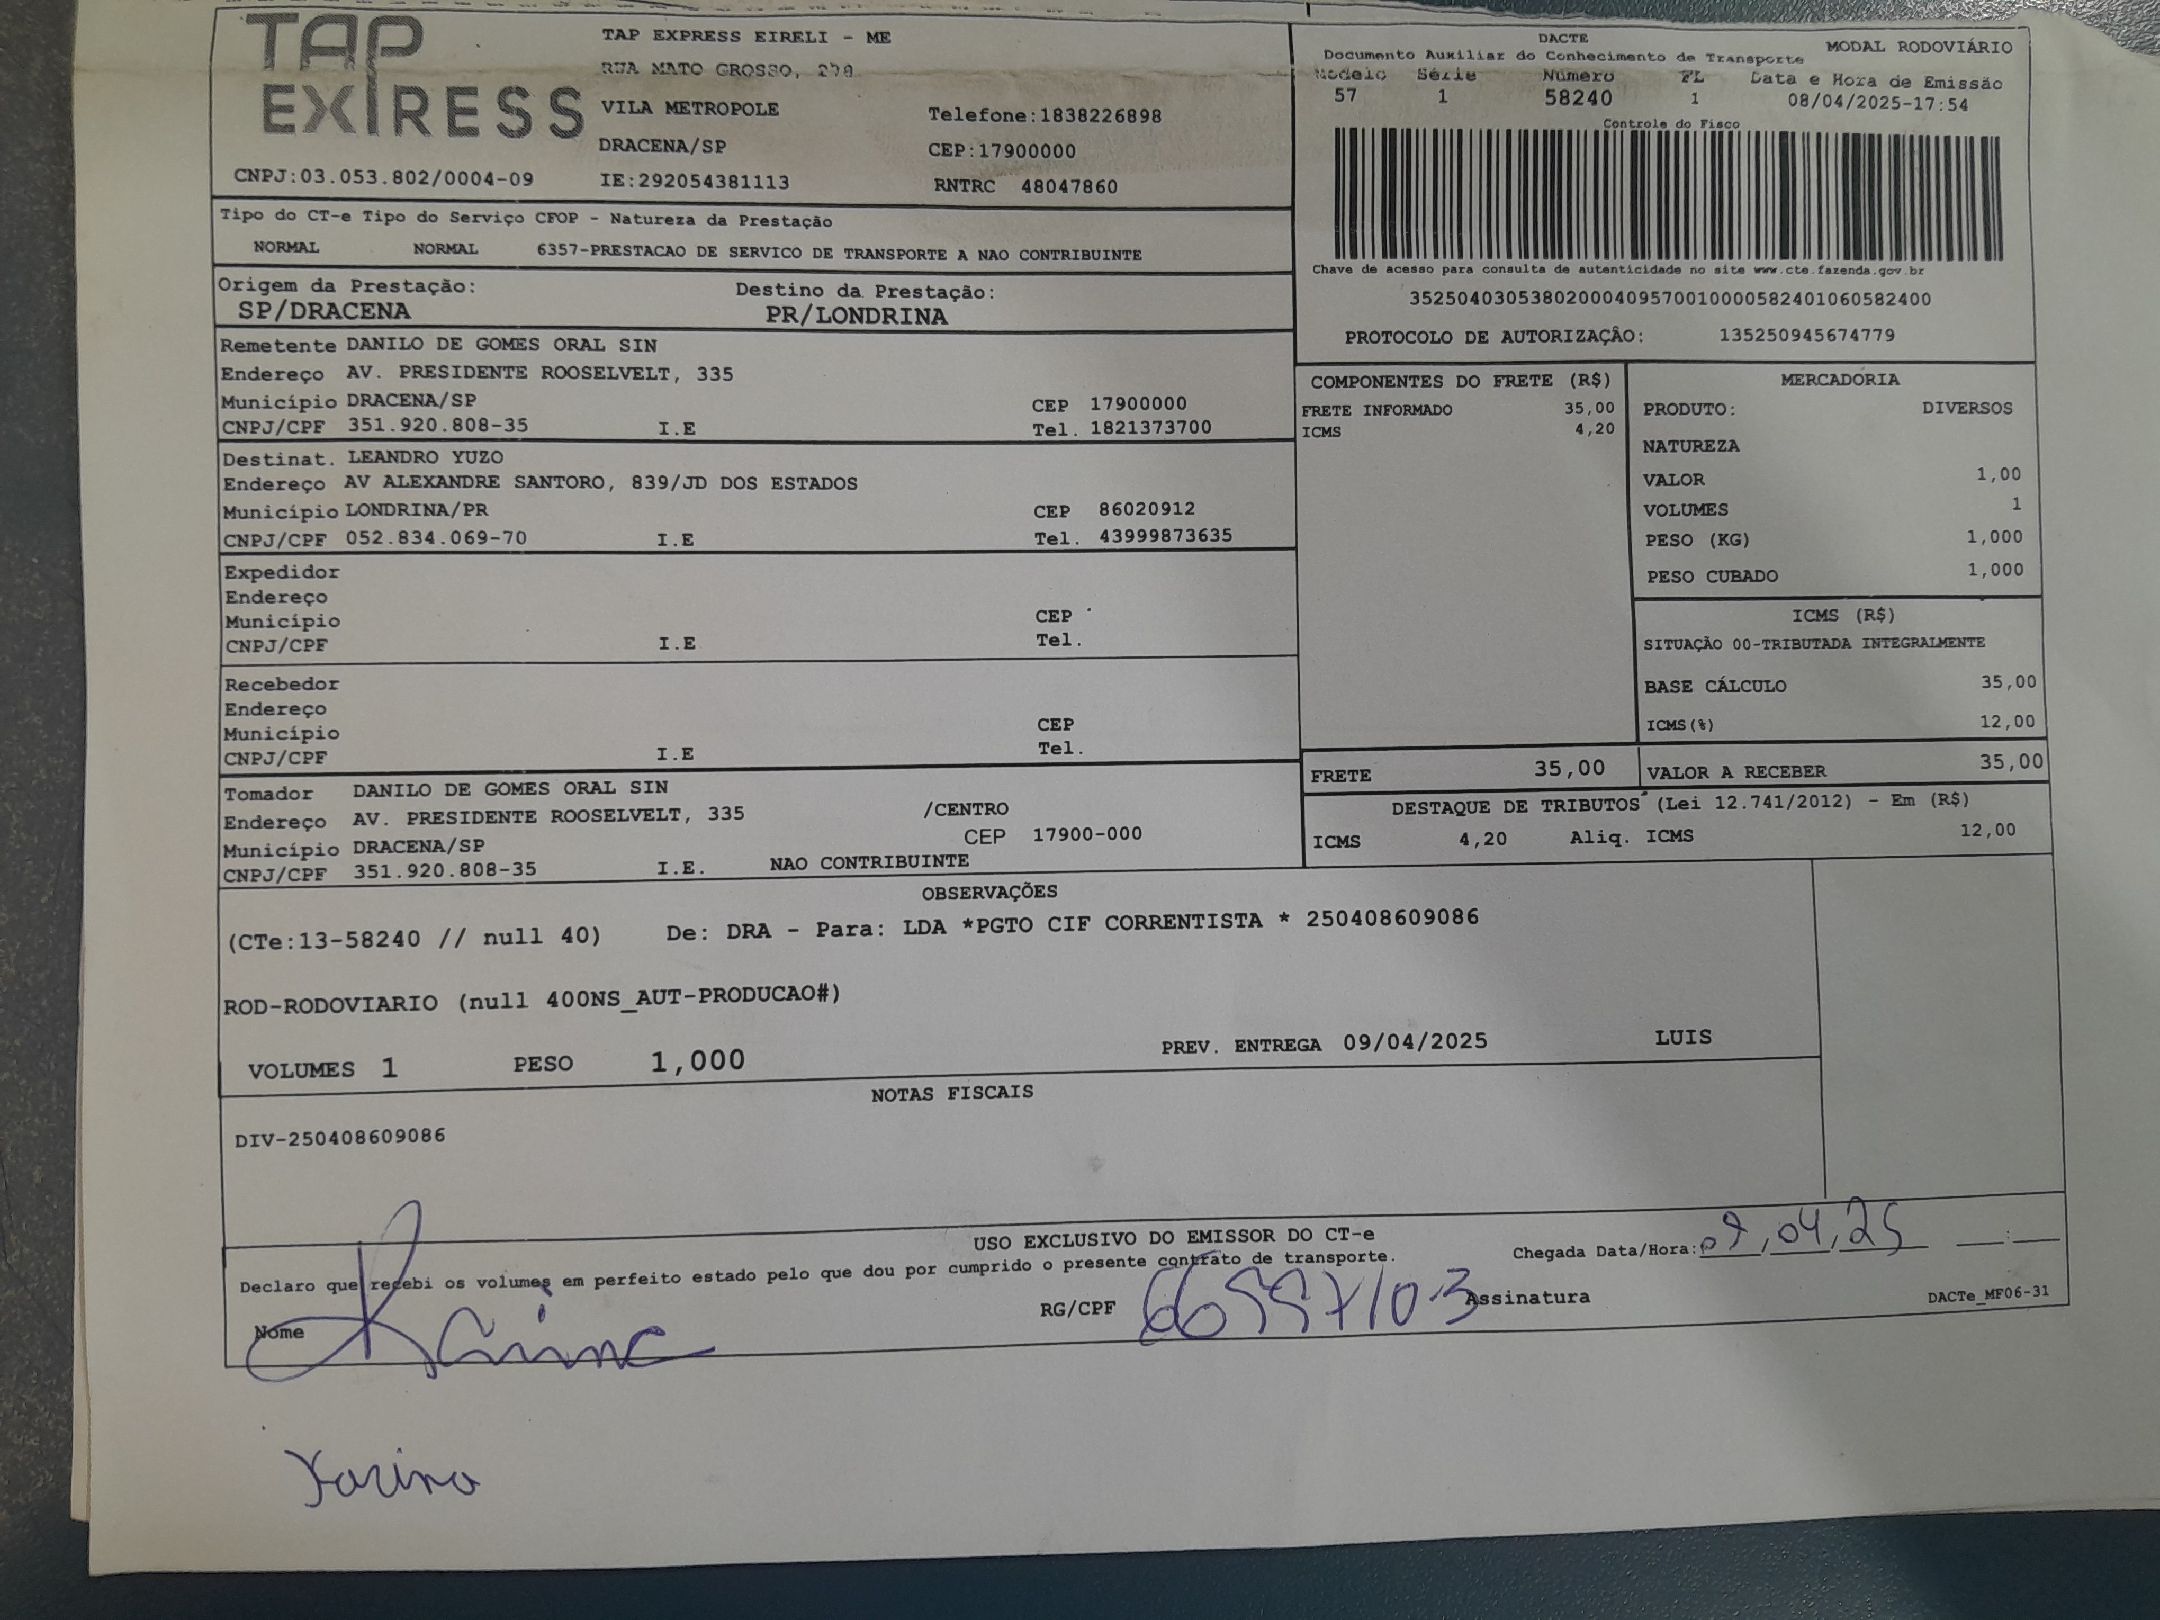 TAP
EXPRESS
CNPJ:03.053.802/0004-09
TAP EXPRESS EIRELI - ME
RUA MATO GROSSO, 278
VILA METROPOLE
Telefone:1838226898
DRACENA/SP
CEP:17900000
IE:292054381113
RNTRC 48047860
DACTE
Documento Auxiliar do Conhecimento de Transporte
MODAL RODOVIÁRIO
Modelo Série Número FL Data e Hora de Emissão
57 1 58240 1 08/04/2025-17:54
Controle do Fisco
Chave de acesso para consulta de autenticidade no site www.cte.fazenda.gov.br
35250403053802000409570010000582401060582400
PROTOCOLO DE AUTORIZAÇÃO: 135250945674779
Tipo do CT-e Tipo do Serviço CFOP - Natureza da Prestação
NORMAL NORMAL 6357-PRESTACAO DE SERVICO DE TRANSPORTE A NAO CONTRIBUINTE
Origem da Prestação: Destino da Prestação:
SP/DRACENA PR/LONDRINA
Remetente DANILO DE GOMES ORAL SIN
Endereço AV. PRESIDENTE ROOSELVELT, 335
Município DRACENA/SP CEP 17900000
CNPJ/CPF 351.920.808-35 I.E Tel. 1821373700
Destinat. LEANDRO YUZO
Endereço AV ALEXANDRE SANTORO, 839/JD DOS ESTADOS
Município LONDRINA/PR CEP 86020912
CNPJ/CPF 052.834.069-70 I.E Tel. 43999873635
Expedidor
Endereço
Município CEP
CNPJ/CPF I.E Tel.
Recebedor
Endereço
Município CEP
CNPJ/CPF I.E Tel.
Tomador DANILO DE GOMES ORAL SIN
Endereço AV. PRESIDENTE ROOSELVELT, 335 /CENTRO
Município DRACENA/SP CEP 17900-000
CNPJ/CPF 351.920.808-35 I.E. NAO CONTRIBUINTE
COMPONENTES DO FRETE (R$)
FRETE INFORMADO 35,00
ICMS 4,20
MERCADORIA
PRODUTO: DIVERSOS
NATUREZA
VALOR 1,00
VOLUMES 1
PESO (KG) 1,000
PESO CUBADO 1,000
ICMS (R$)
SITUAÇÃO 00-TRIBUTADA INTEGRALMENTE
BASE CÁLCULO 35,00
ICMS(%) 12,00
FRETE 35,00 VALOR A RECEBER 35,00
DESTAQUE DE TRIBUTOS (Lei 12.741/2012) - Em (R$)
ICMS 4,20 Aliq. ICMS 12,00
OBSERVAÇÕES
(CTe:13-58240 // null 40) De: DRA - Para: LDA *PGTO CIF CORRENTISTA * 250408609086
ROD-RODOVIARIO (null 400NS_AUT-PRODUCAO#)
VOLUMES 1 PESO 1,000 PREV. ENTREGA 09/04/2025 LUIS
NOTAS FISCAIS
DIV-250408609086
USO EXCLUSIVO DO EMISSOR DO CT-e
Declaro que recebi os volumes em perfeito estado pelo que dou por cumprido o presente contrato de transporte.
Chegada Data/Hora: 09,04,25 __:__
Nome Karina RG/CPF Assinatura
DACTe_MF06-31
Karina